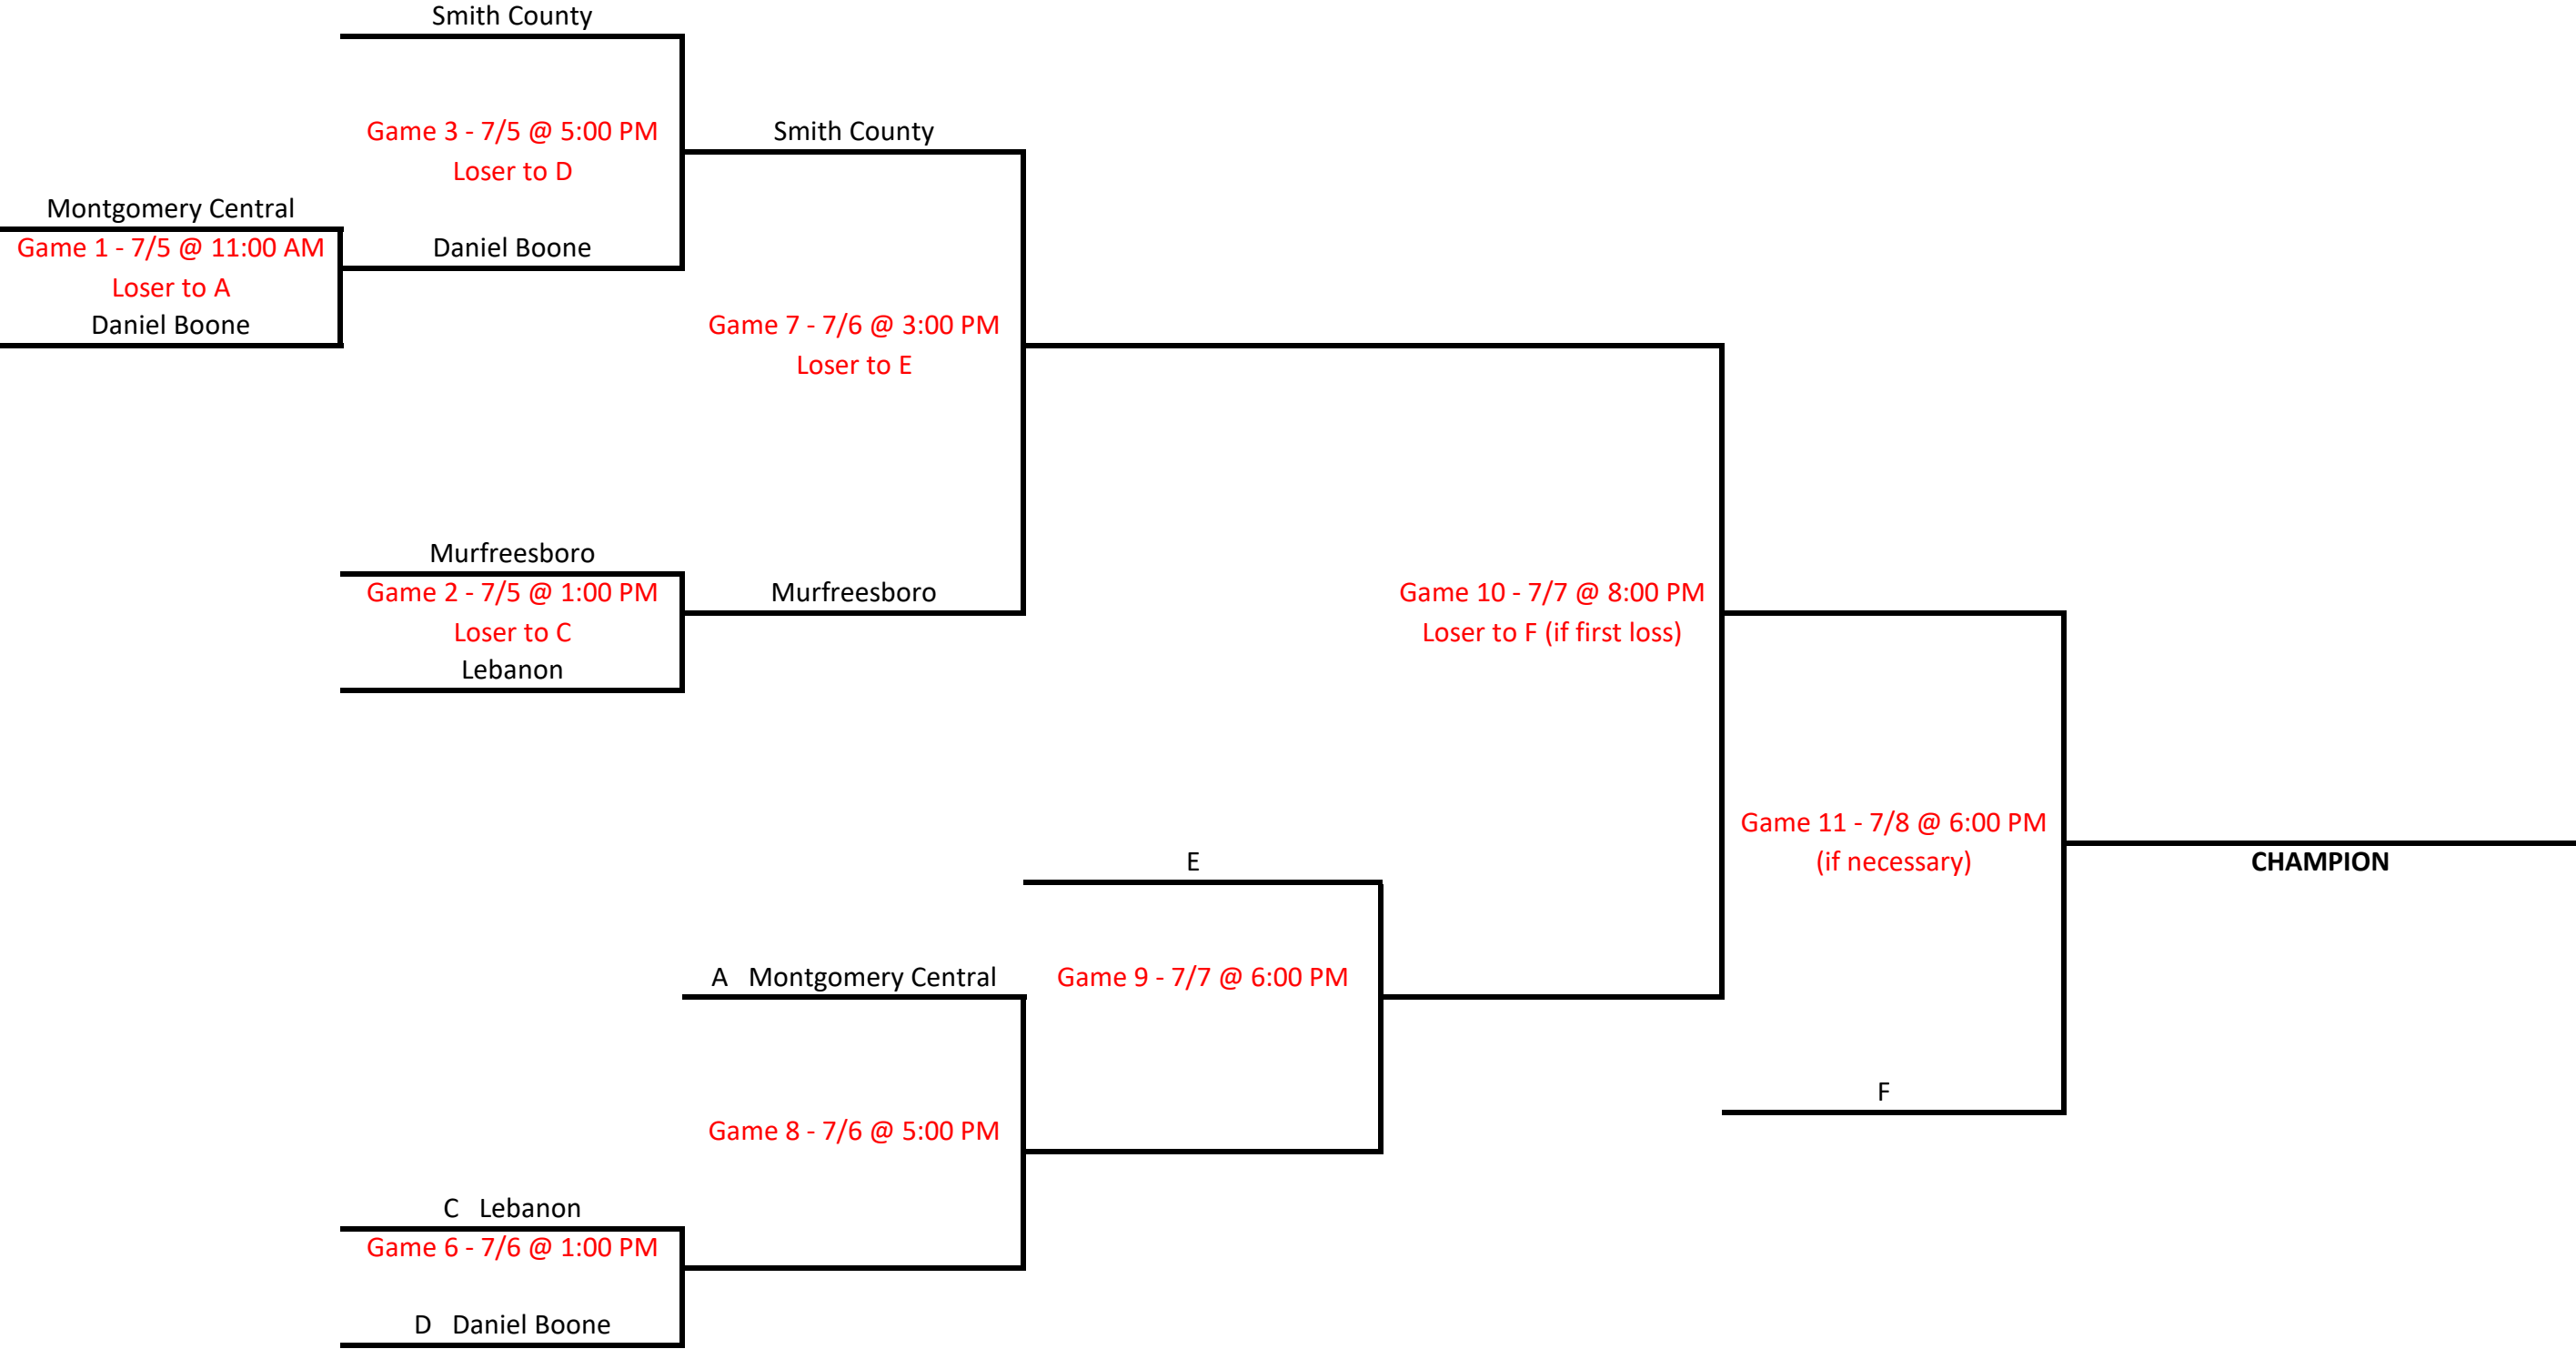 Smith County
Game 3 - 7/5 @ 5:00 PM
Loser to D
Smith County
Montgomery Central
Game 1 - 7/5 @ 11:00 AM
Loser to A
Daniel Boone
Daniel Boone
Game 7 - 7/6 @ 3:00 PM
Loser to E
Murfreesboro
Game 2 - 7/5 @ 1:00 PM
Loser to C
Lebanon
Murfreesboro
Game 10 - 7/7 @ 8:00 PM
Loser to F (if first loss)
Game 11 - 7/8 @ 6:00 PM
(if necessary)
CHAMPION
E
A Montgomery Central
Game 9 - 7/7 @ 6:00 PM
F
Game 8 - 7/6 @ 5:00 PM
C Lebanon
Game 6 - 7/6 @ 1:00 PM
D Daniel Boone